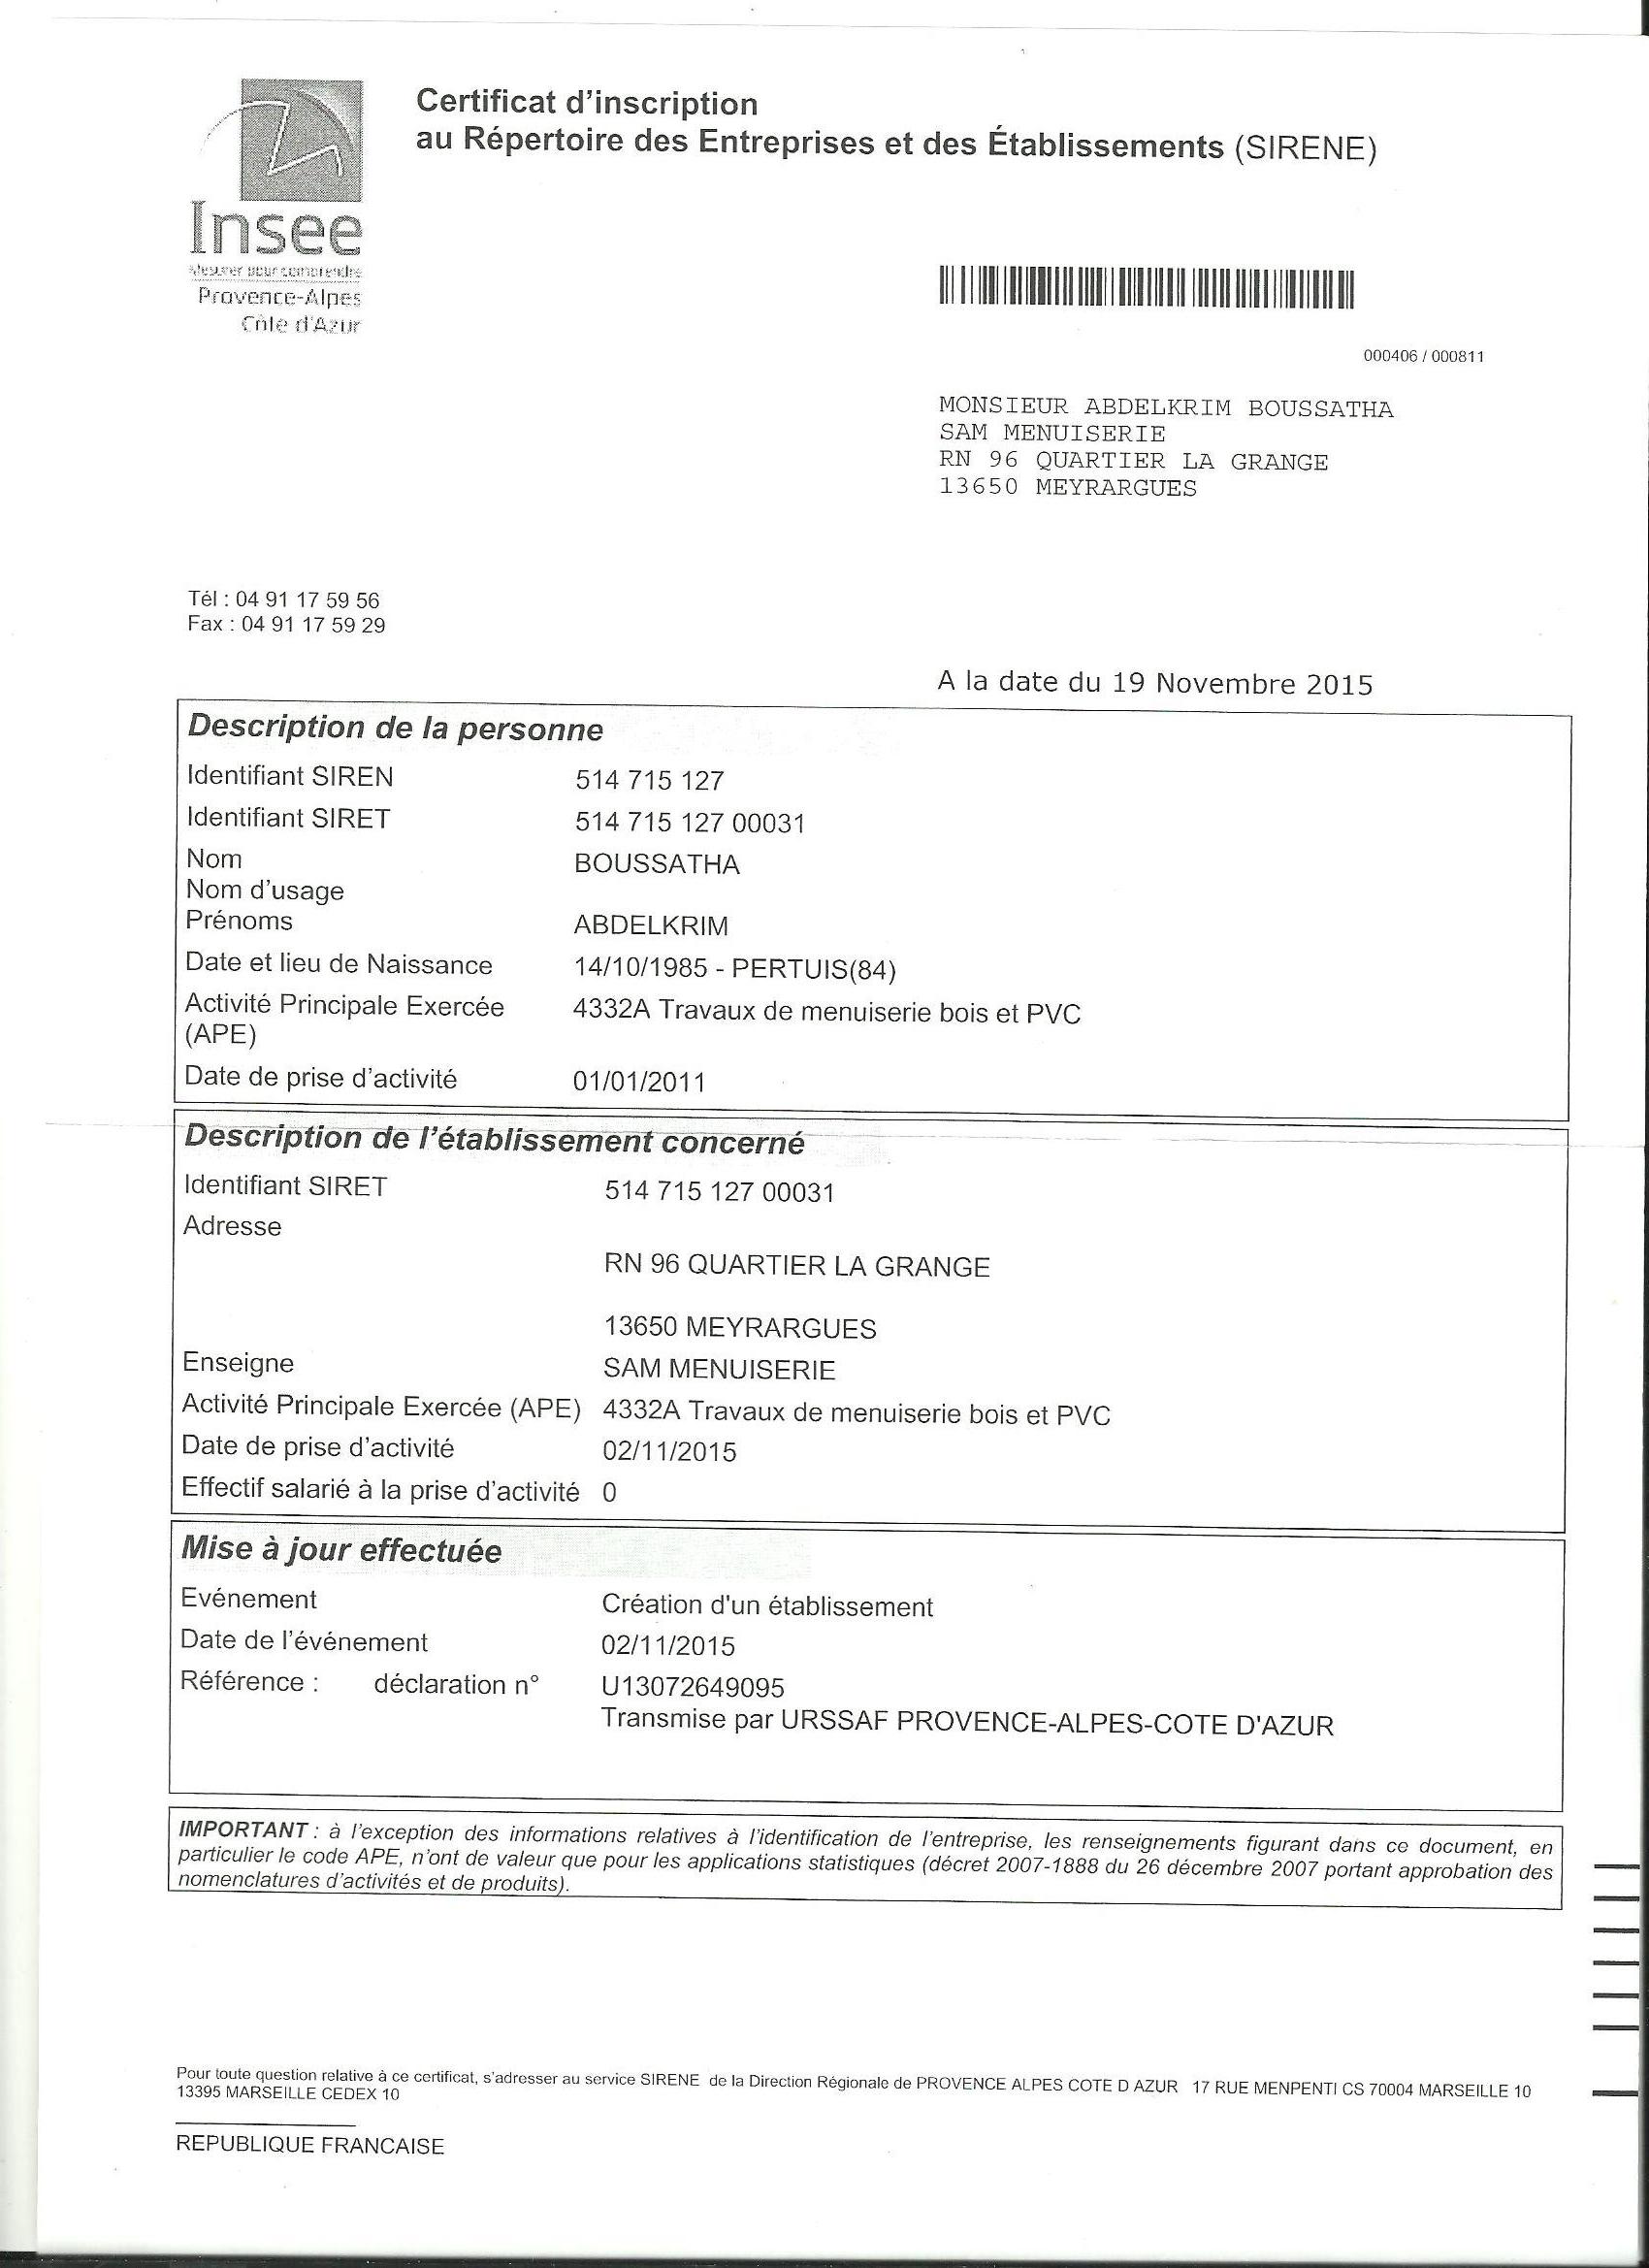 Certificat d'inscription
au Répertoire des Entreprises et des Établissements (SIRENE)
Insee
Mesurer pour comprendre
Provence-Alpes
Côte d'Azur
000406 / 000811
MONSIEUR ABDELKRIM BOUSSATHA
SAM MENUISERIE
RN 96 QUARTIER LA GRANGE
13650 MEYRARGUES
Tél : 04 91 17 59 56
Fax : 04 91 17 59 29
A la date du 19 Novembre 2015
Description de la personne
Identifiant SIREN 514 715 127
Identifiant SIRET 514 715 127 00031
Nom BOUSSATHA
Nom d'usage
Prénoms ABDELKRIM
Date et lieu de Naissance 14/10/1985 - PERTUIS(84)
Activité Principale Exercée 4332A Travaux de menuiserie bois et PVC
(APE)
Date de prise d'activité 01/01/2011
Description de l'établissement concerné
Identifiant SIRET 514 715 127 00031
Adresse
RN 96 QUARTIER LA GRANGE
13650 MEYRARGUES
Enseigne SAM MENUISERIE
Activité Principale Exercée (APE) 4332A Travaux de menuiserie bois et PVC
Date de prise d'activité 02/11/2015
Effectif salarié à la prise d'activité 0
Mise à jour effectuée
Evénement Création d'un établissement
Date de l'événement 02/11/2015
Référence : déclaration n° U13072649095
Transmise par URSSAF PROVENCE-ALPES-COTE D'AZUR
IMPORTANT : à l'exception des informations relatives à l'identification de l'entreprise, les renseignements figurant dans ce document, en
particulier le code APE, n'ont de valeur que pour les applications statistiques (décret 2007-1888 du 26 décembre 2007 portant approbation des
nomenclatures d'activités et de produits).
Pour toute question relative à ce certificat, s'adresser au service SIRENE de la Direction Régionale de PROVENCE ALPES COTE D AZUR 17 RUE MENPENTI CS 70004 MARSEILLE 10
13395 MARSEILLE CEDEX 10
REPUBLIQUE FRANCAISE